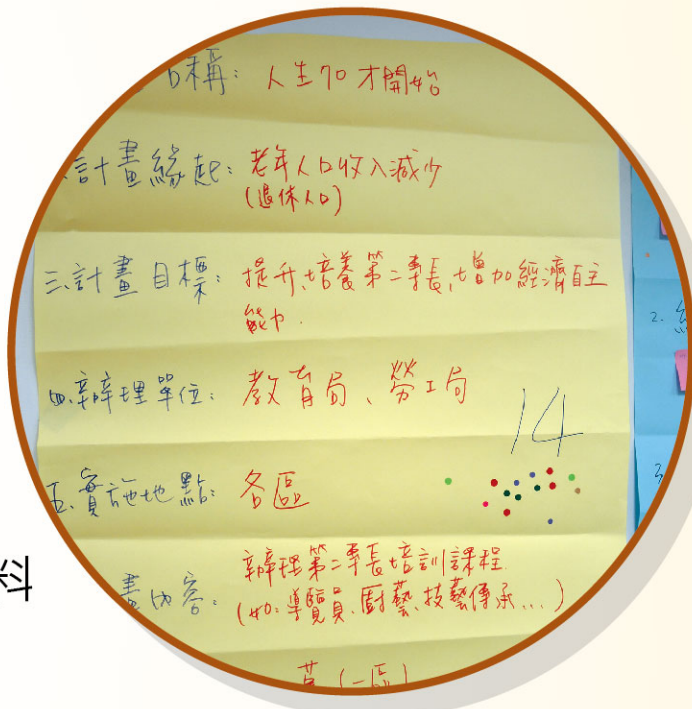 名稱：人生70才開始
計畫緣起：老年人口收入減少
(退休人口)
三、計畫目標：提升、培養第二專長，增加經濟自主
能力.
四.辦理單位：教育局、勞工局
14
五.實施地點：各區
畫內容：辦理第二專長培訓課程
(如：導覽員、廚藝、技藝傳承...)
(一區)
2.
3
料